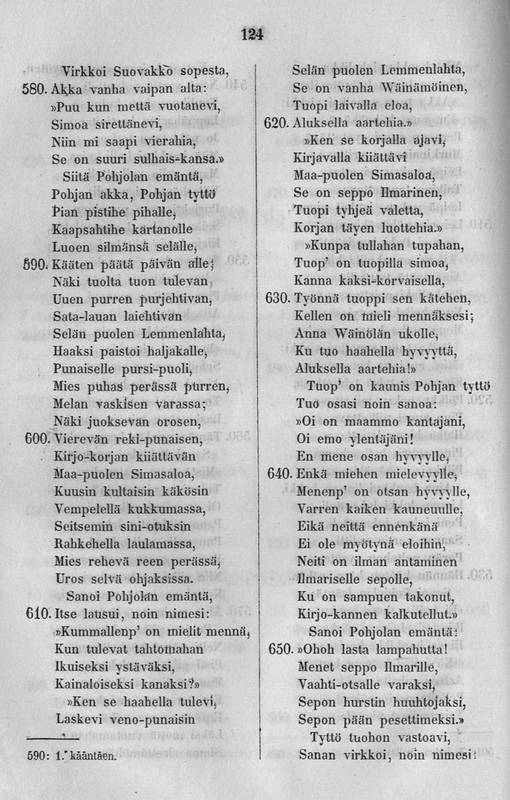 124
Virkkoi Suovakko sopesta,
580. Akka vanha vaipan alta:
»Puu kun mettä vuotanevi,
Simoa sirettänevi,
Niin mi saapi vierahia,
Se on suuri sulhais-kansa.»
Siitä Pohjolan emäntä,
Pohjan akka, Pohjan tyttö
Pian pistihe pihalle,
Kaapsahtihe kartanolle
Luoen silmänsä selälle,
590. Kääten päätä päivän alle;
Näki tuolta tuon tulevan
Uuen purren purjehtivan,
Sata-lauan laiehtivan
Selän puolen Lemmenlahta,
Haaksi paistoi haljakalle,
Punaiselle pursi-puoli,
Mies puhas perässä purren,
Melan vaskisen varassa;
Näki juoksevan orosen,
600. Vierevän reki-punaisen,
Kirjo-korjan kiiättävän
Maa-puolen Simasaloa,
Kuusin kultaisin käkösin
Vempelellä kukkumassa,
Seitsemin sini-otuksin
Rahkehella laulamassa,
Mies rehevä reen perässä,
Uros selvä ohjaksissa.
Sanoi Pohjolan emäntä,
610. Itse lausui, noin nimesi:
»Kummallenp' on mielit mennä,
Kun tulevat tahtomahan
Ikuiseksi ystäväksi,
Kainaloiseksi kanaksi?»
»Ken se haahella tulevi,
Laskevi veno-punaisin
590: 1. kääntäen.
Selän puolen Lemmenlahta,
Se on vanha Wäinämöinen,
Tuopi laivalla eloa,
620. Aluksella aartehia.»
»Ken se korjalla ajavi,
Kirjavalla kiiättävi
Maa-puolen Simasaloa,
Se on seppo Ilmarinen,
Tuopi tyhjeä valetta,
Korjan täyen luottehia.»
»Kunpa tullahan tupahan,
Tuop' on tuopilla simoa,
Kanna kaksi-korvaisella,
630. Työnnä tuoppi sen kätehen,
Kellen on mieli mennäksesi;
Anna Wäinölän ukolle,
Ku tuo haahella hyvyyttä,
Aluksella aartehia!»
Tuop' on kaunis Pohjan tyttö
Tuo osasi noin sanoa:
»Oi on maammo kantajani,
Oi emo ylentäjäni!
En mene osan hyvyylle,
640. Enkä miehen mielevyylle,
Menenp' on otsan hyvyylle,
Varren kaiken kauneuulle,
Eikä neittä ennenkänä
Ei ole myötynä eloihin,
Neiti on ilman antaminen
Ilmariselle sepolle,
Ku on sampuen takonut,
Kirjo-kannen kalkutellut.»
Sanoi Pohjolan emäntä:
650. »Ohoh lasta lampahutta!
Menet seppo Ilmarille,
Vaahti-otsalle varaksi,
Sepon hurstin huuhtojaksi,
Sepon pään pesettimeksi.»
Tyttö tuohon vastoavi,
Sanan virkkoi, noin nimesi: